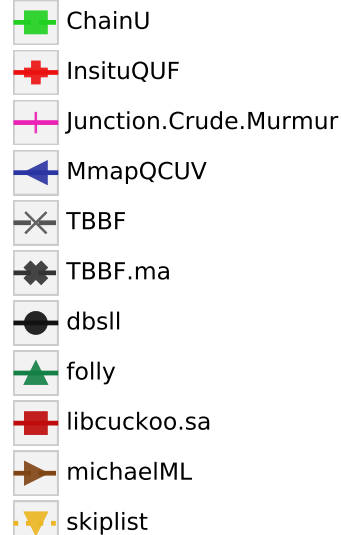 ChainU
InsituQUF
Junction.Crude.Murmur
MmapQCUV
TBBF
TBBF.ma
dbsll
folly
libcuckoo.sa
michaelML
skiplist